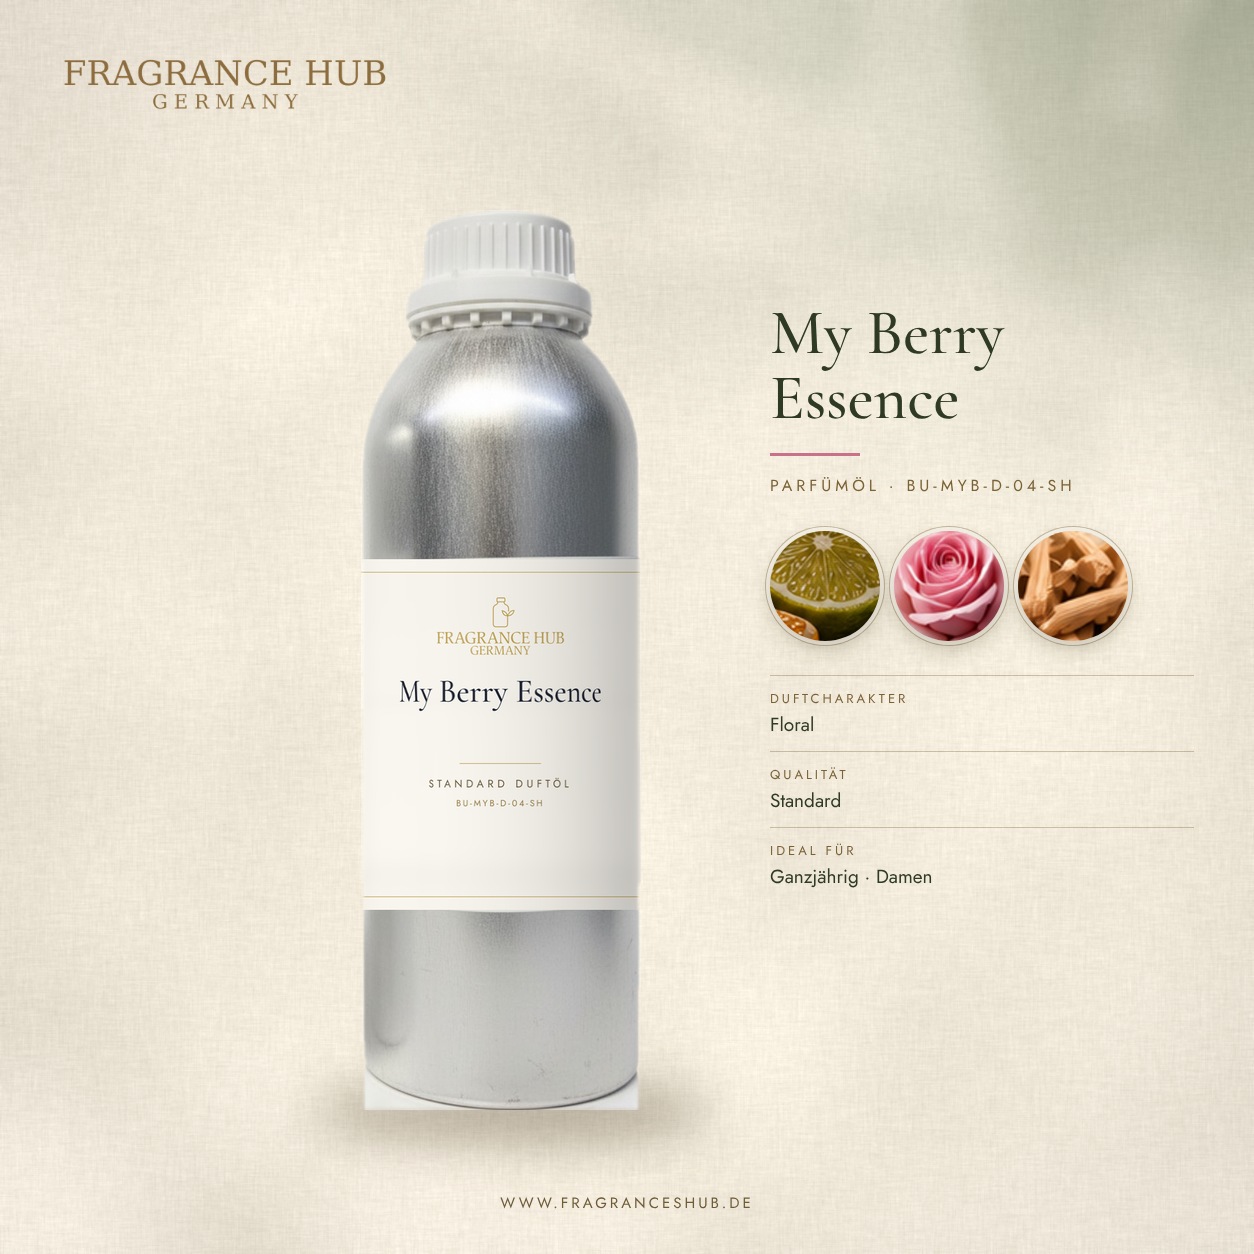 FRAGRANCE HUB
GERMANY
My Berry
Essence
PARFÜMÖL · BU-MYB-D-04-SH
DUFTCHARAKTER
Floral
QUALITÄT
Standard
IDEAL FÜR
Ganzjährig · Damen
FRAGRANCE HUB
GERMANY
My Berry Essence
STANDARD DUFTÖL
BU-MYB-D-04-SH
WWW.FRAGRANCESHUB.DE